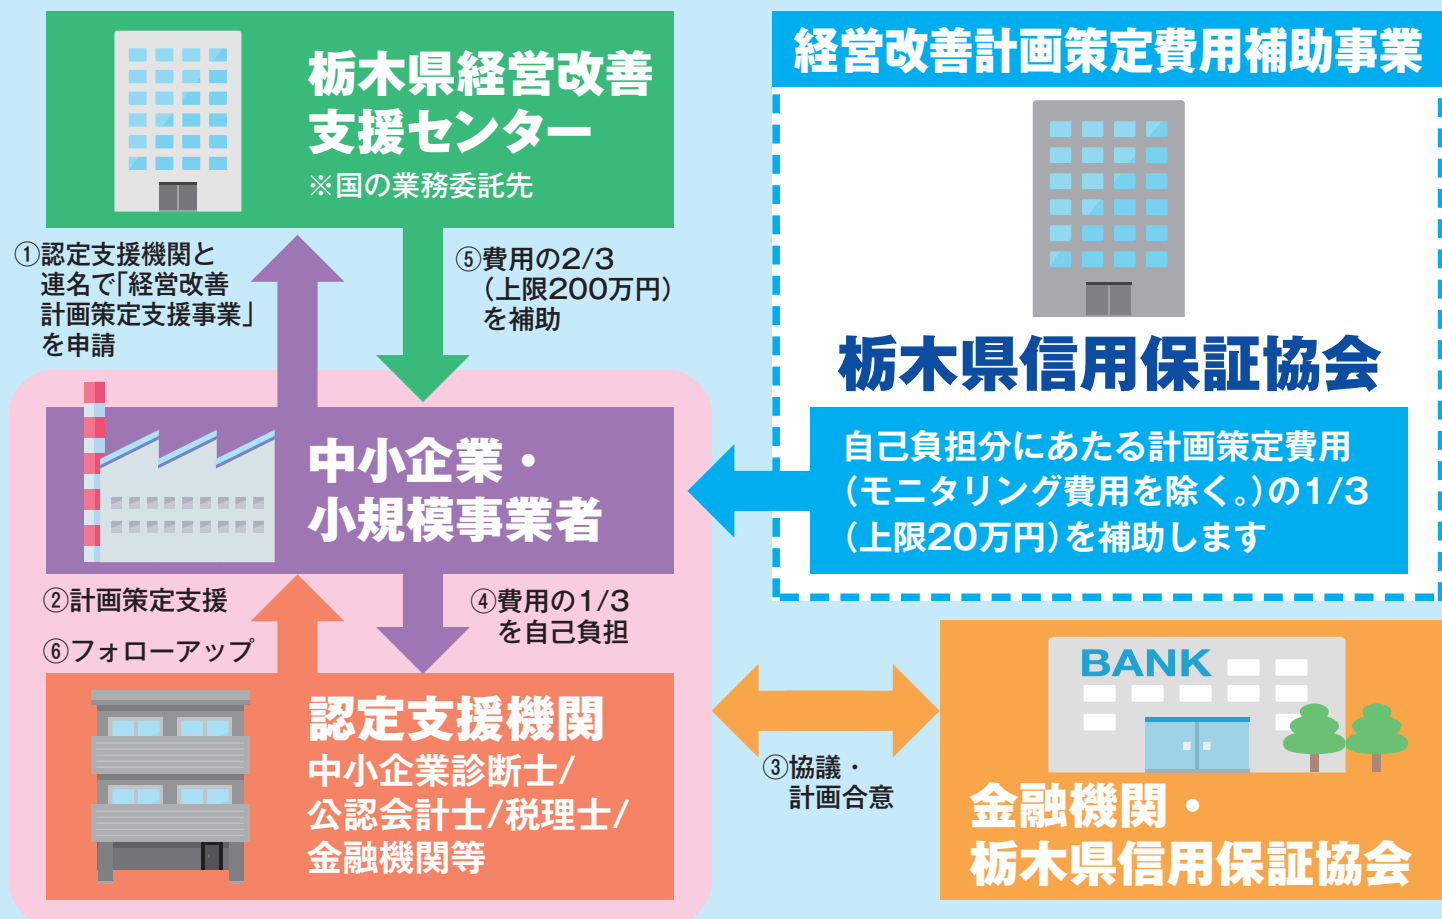 栃木県経営改善
支援センター
※国の業務委託先
①認定支援機関と
連名で「経営改善
計画策定支援事業」
を申請
⑤費用の2/3
(上限200万円)
を補助
中小企業・
小規模事業者
②計画策定支援
⑥フォローアップ
④費用の1/3
を自己負担
認定支援機関
中小企業診断士/
公認会計士/税理士/
金融機関等
経営改善計画策定費用補助事業
栃木県信用保証協会
自己負担分にあたる計画策定費用
(モニタリング費用を除く。)の1/3
(上限20万円)を補助します
③協議・
計画合意
BANK
金融機関・
栃木県信用保証協会